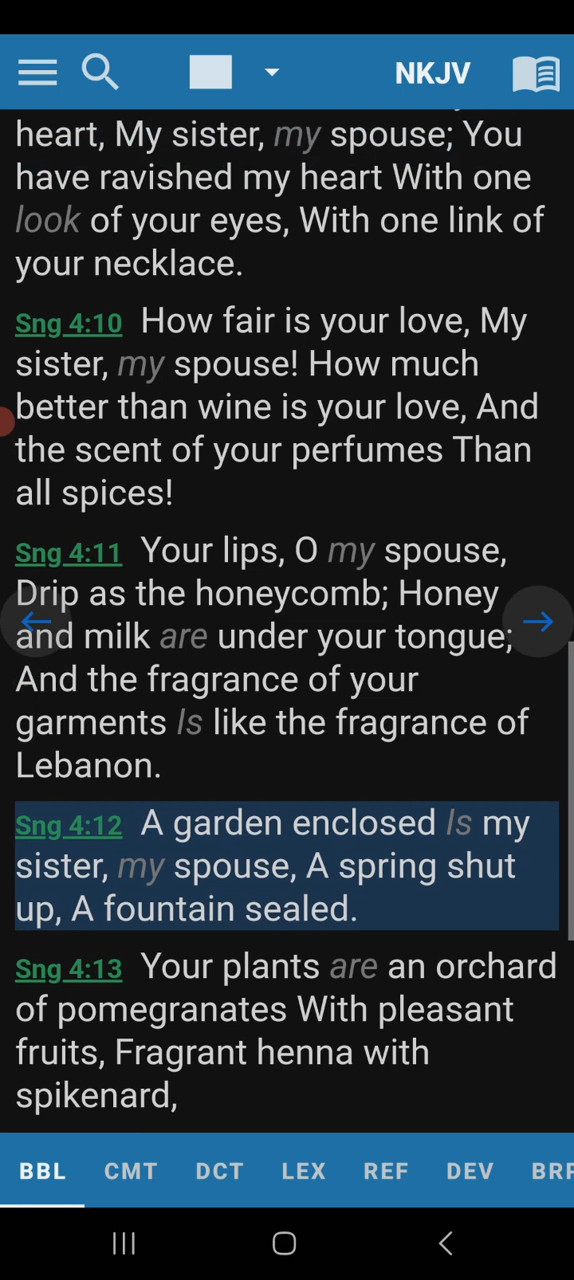 NKJV
heart, My sister, my spouse; You
have ravished my heart With one
look of your eyes, With one link of
your necklace.
Sng 4:10 How fair is your love, My
sister, my spouse! How much
better than wine is your love, And
the scent of your perfumes Than
all spices!
Sng 4:11 Your lips, O my spouse,
Drip as the honeycomb; Honey
and milk are under your tongue;
And the fragrance of your
garments Is like the fragrance of
Lebanon.
Sng 4:12 A garden enclosed Is my
sister, my spouse, A spring shut
up, A fountain sealed.
Sng 4:13 Your plants are an orchard
of pomegranates With pleasant
fruits, Fragrant henna with
spikenard,
BBL CMT DCT LEX REF DEV BRP